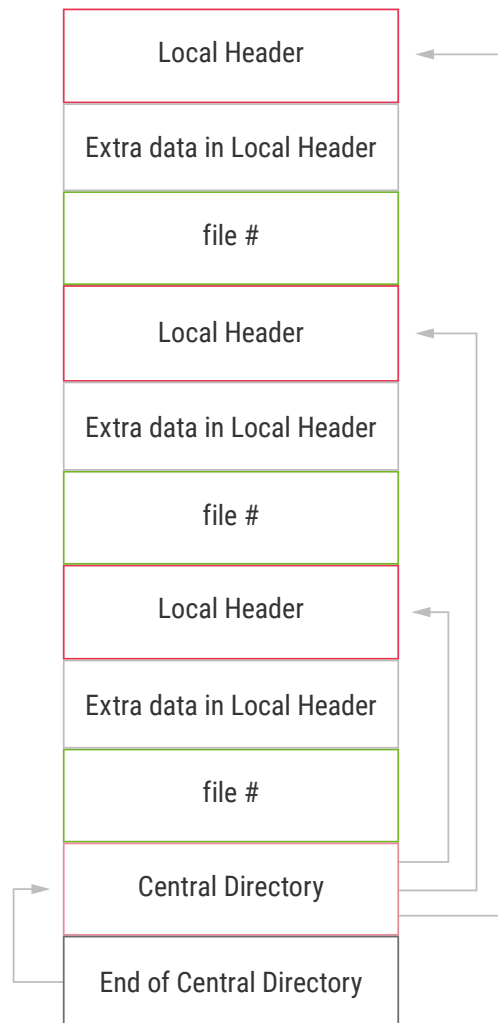 Local Header
Extra data in Local Header
file #
Local Header
Extra data in Local Header
file #
Local Header
Extra data in Local Header
file #
Central Directory
End of Central Directory